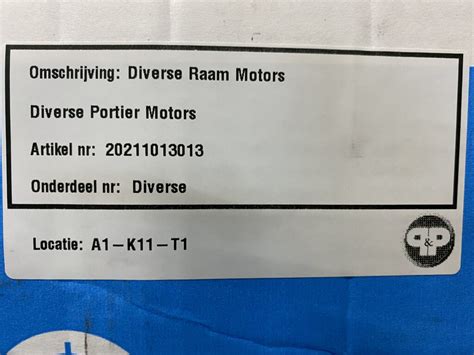 Omschrijving: Diverse Raam Motors
Diverse Portier Motors
Artikel nr: 20211013013
Onderdeel nr: Diverse
Locatie: A1-K11-T1
P&P